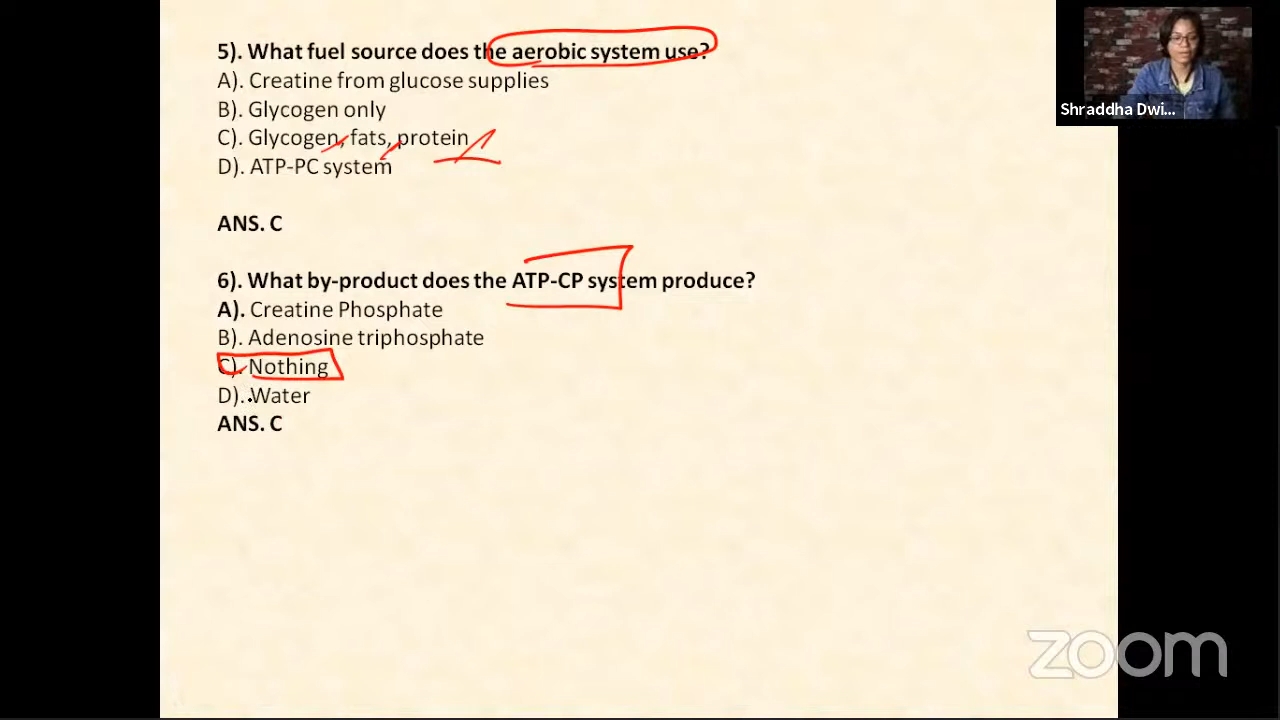 5). What fuel source does the aerobic system use?
A). Creatine from glucose supplies
B). Glycogen only
C). Glycogen, fats, protein
D). ATP-PC system
ANS. C
6). What by-product does the ATP-CP system produce?
A). Creatine Phosphate
B). Adenosine triphosphate
C). Nothing
D). Water
ANS. C
Shraddha Dwi...
zoom